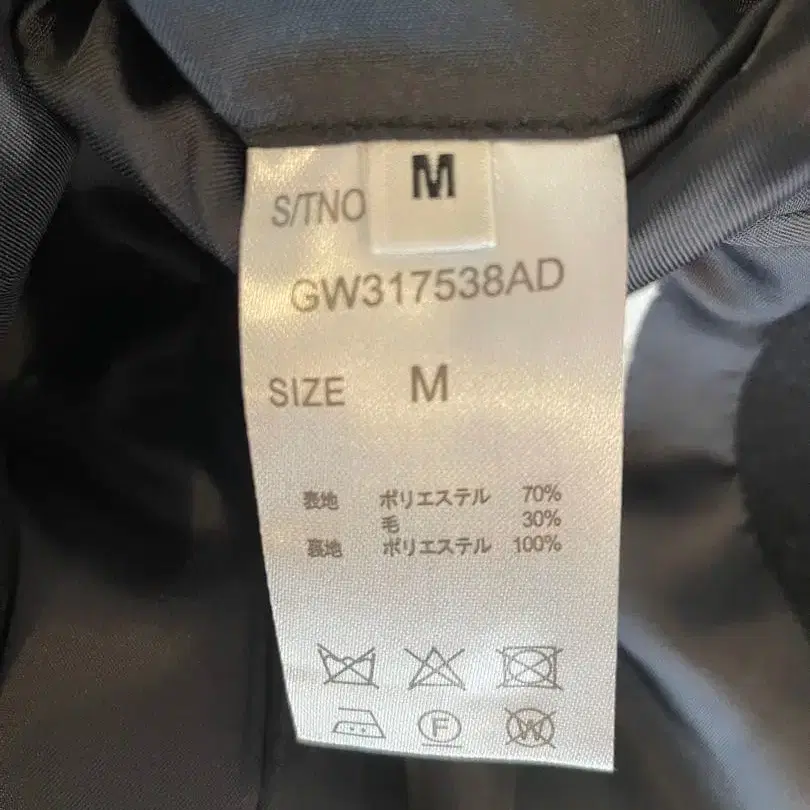 M
S/TNO
GW317538AD
SIZE M
表地 ポリエステル 70%
毛 30%
裏地 ポリエステル 100%
F W